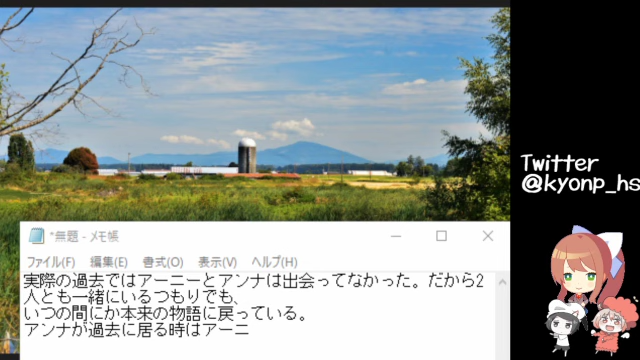 Twitter
@kyonp_hs
*無題 - メモ帳
ファイル(F) 編集(E) 書式(O) 表示(V) ヘルプ(H)
実際の過去ではアーニーとアンナは出会ってなかった。だから2
人とも一緒にいるつもりでも、
いつの間にか本来の物語に戻っている。
アンナが過去に居る時はアーニ